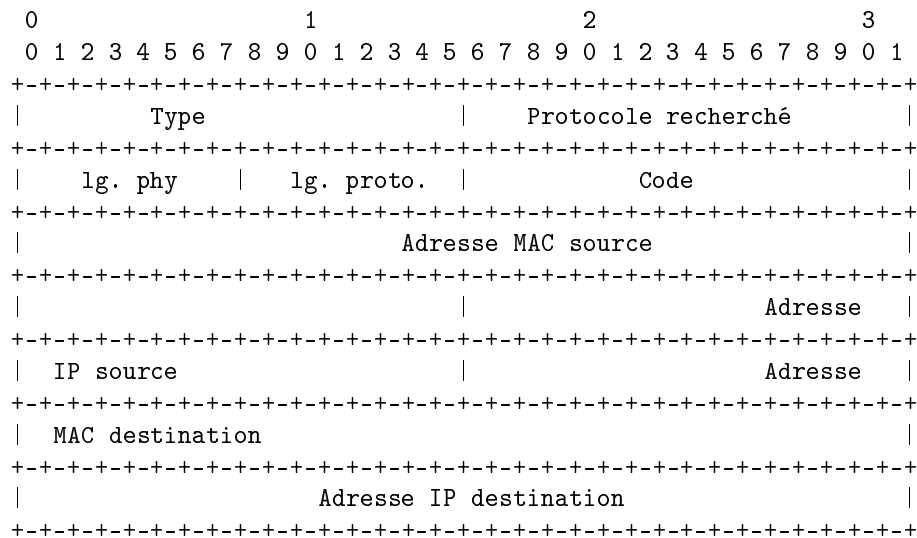 0                   1                   2                   3
0 1 2 3 4 5 6 7 8 9 0 1 2 3 4 5 6 7 8 9 0 1 2 3 4 5 6 7 8 9 0 1
+-+-+-+-+-+-+-+-+-+-+-+-+-+-+-+-+-+-+-+-+-+-+-+-+-+-+-+-+-+-+-+-+
|         Type                  |    Protocole recherché        |
+-+-+-+-+-+-+-+-+-+-+-+-+-+-+-+-+-+-+-+-+-+-+-+-+-+-+-+-+-+-+-+-+
|    lg. phy    |   lg. proto.  |            Code               |
+-+-+-+-+-+-+-+-+-+-+-+-+-+-+-+-+-+-+-+-+-+-+-+-+-+-+-+-+-+-+-+-+
|                           Adresse MAC source                  |
+-+-+-+-+-+-+-+-+-+-+-+-+-+-+-+-+-+-+-+-+-+-+-+-+-+-+-+-+-+-+-+-+
|                               |                     Adresse   |
+-+-+-+-+-+-+-+-+-+-+-+-+-+-+-+-+-+-+-+-+-+-+-+-+-+-+-+-+-+-+-+-+
|  IP source                    |                     Adresse   |
+-+-+-+-+-+-+-+-+-+-+-+-+-+-+-+-+-+-+-+-+-+-+-+-+-+-+-+-+-+-+-+-+
|  MAC destination                                              |
+-+-+-+-+-+-+-+-+-+-+-+-+-+-+-+-+-+-+-+-+-+-+-+-+-+-+-+-+-+-+-+-+
|                     Adresse IP destination                    |
+-+-+-+-+-+-+-+-+-+-+-+-+-+-+-+-+-+-+-+-+-+-+-+-+-+-+-+-+-+-+-+-+